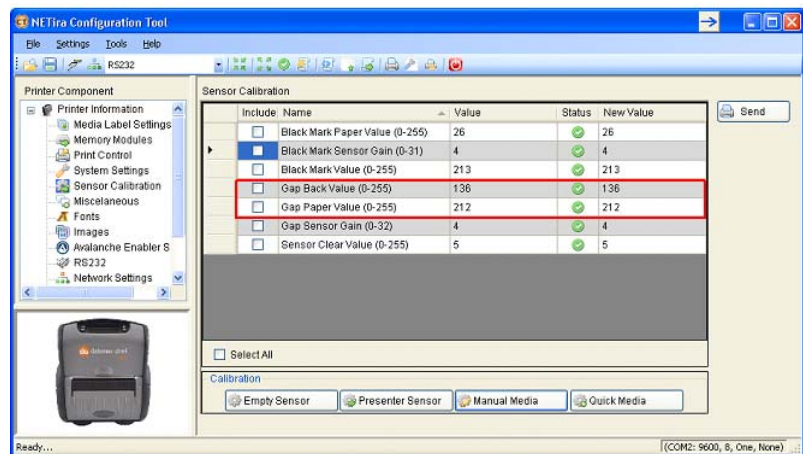 NETira Configuration Tool
File Settings Tools Help
RS232
Printer Component
Printer Information
Media Label Settings
Memory Modules
Print Control
System Settings
Sensor Calibration
Miscellaneous
Fonts
Images
Avalanche Enabler S
RS232
Network Settings
Sensor Calibration
Include Name Value Status New Value
Black Mark Paper Value (0-255) 26 26
Black Mark Sensor Gain (0-31) 4 4
Black Mark Value (0-255) 213 213
Gap Back Value (0-255) 136 136
Gap Paper Value (0-255) 212 212
Gap Sensor Gain (0-32) 4 4
Sensor Clear Value (0-255) 5 5
Send
Select All
Calibration
Empty Sensor Presenter Sensor Manual Media Quick Media
Ready... (COM2: 9600, 8, One, None)